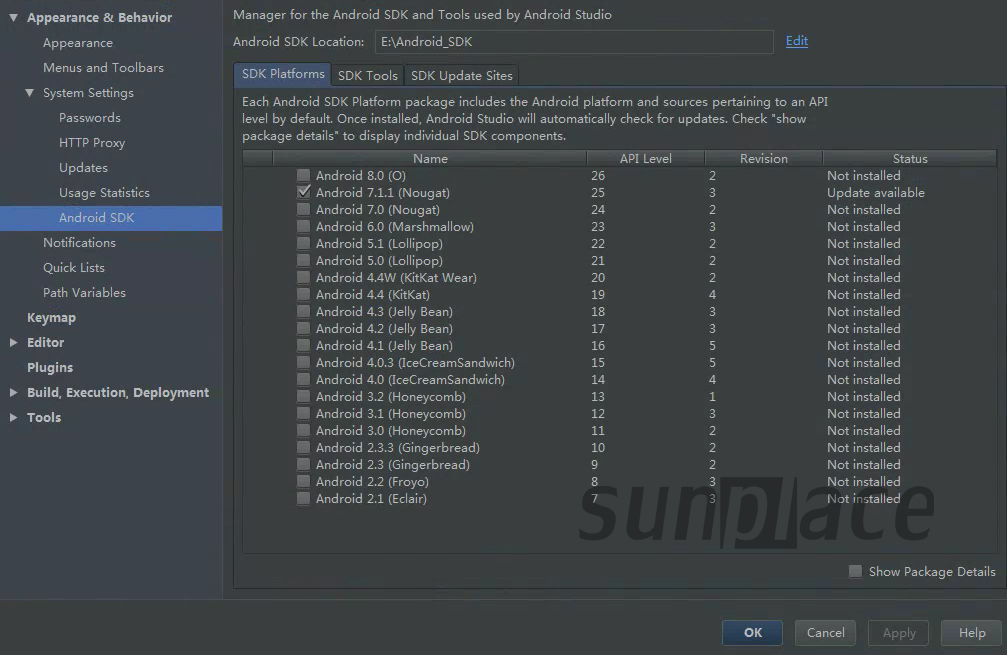 Appearance & Behavior
Appearance
Menus and Toolbars
System Settings
Passwords
HTTP Proxy
Updates
Usage Statistics
Android SDK
Notifications
Quick Lists
Path Variables
Keymap
Editor
Plugins
Build, Execution, Deployment
Tools
Manager for the Android SDK and Tools used by Android Studio
Android SDK Location: E:\Android_SDK Edit
SDK Platforms SDK Tools SDK Update Sites
Each Android SDK Platform package includes the Android platform and sources pertaining to an API
level by default. Once installed, Android Studio will automatically check for updates. Check "show
package details" to display individual SDK components.
Name API Level Revision Status
Android 8.0 (O) 26 2 Not installed
Android 7.1.1 (Nougat) 25 3 Update available
Android 7.0 (Nougat) 24 2 Not installed
Android 6.0 (Marshmallow) 23 3 Not installed
Android 5.1 (Lollipop) 22 2 Not installed
Android 5.0 (Lollipop) 21 2 Not installed
Android 4.4W (KitKat Wear) 20 2 Not installed
Android 4.4 (KitKat) 19 4 Not installed
Android 4.3 (Jelly Bean) 18 3 Not installed
Android 4.2 (Jelly Bean) 17 3 Not installed
Android 4.1 (Jelly Bean) 16 5 Not installed
Android 4.0.3 (IceCreamSandwich) 15 5 Not installed
Android 4.0 (IceCreamSandwich) 14 4 Not installed
Android 3.2 (Honeycomb) 13 1 Not installed
Android 3.1 (Honeycomb) 12 3 Not installed
Android 3.0 (Honeycomb) 11 2 Not installed
Android 2.3.3 (Gingerbread) 10 2 Not installed
Android 2.3 (Gingerbread) 9 2 Not installed
Android 2.2 (Froyo) 8 3 Not installed
Android 2.1 (Eclair) 7 3 Not installed
sunplace
Show Package Details
OK Cancel Apply Help